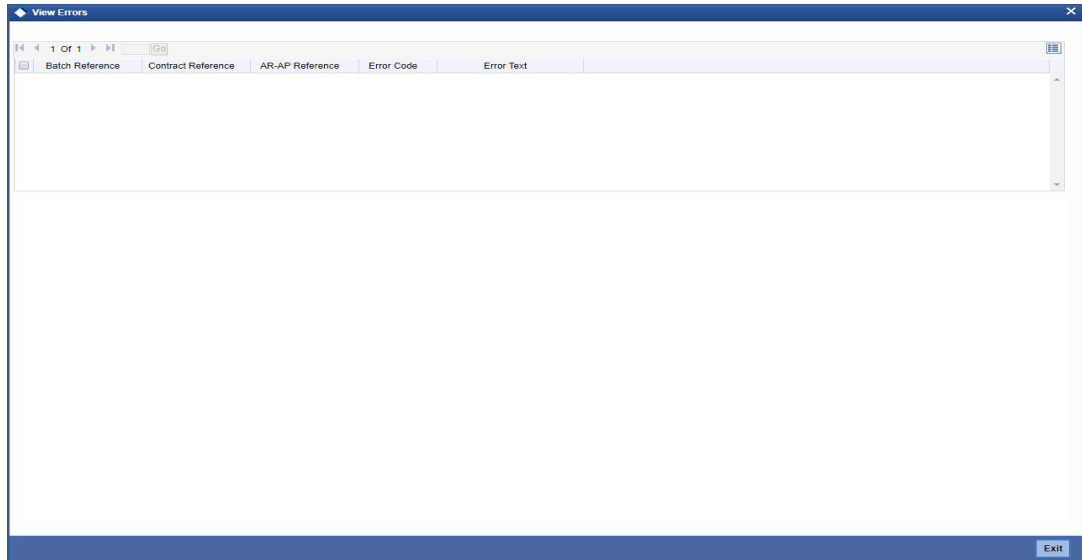 View Errors
1 Of 1 Go
Batch Reference Contract Reference AR-AP Reference Error Code Error Text
Exit